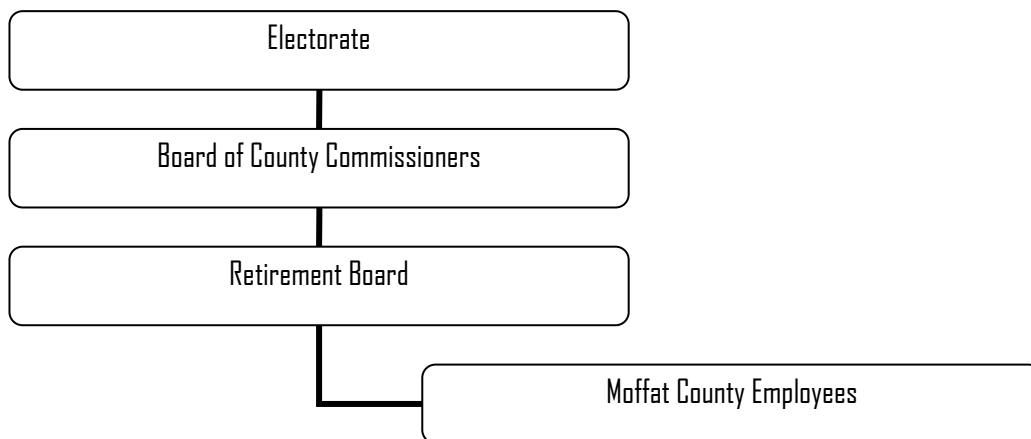 Electorate
Board of County Commissioners
Retirement Board
Moffat County Employees